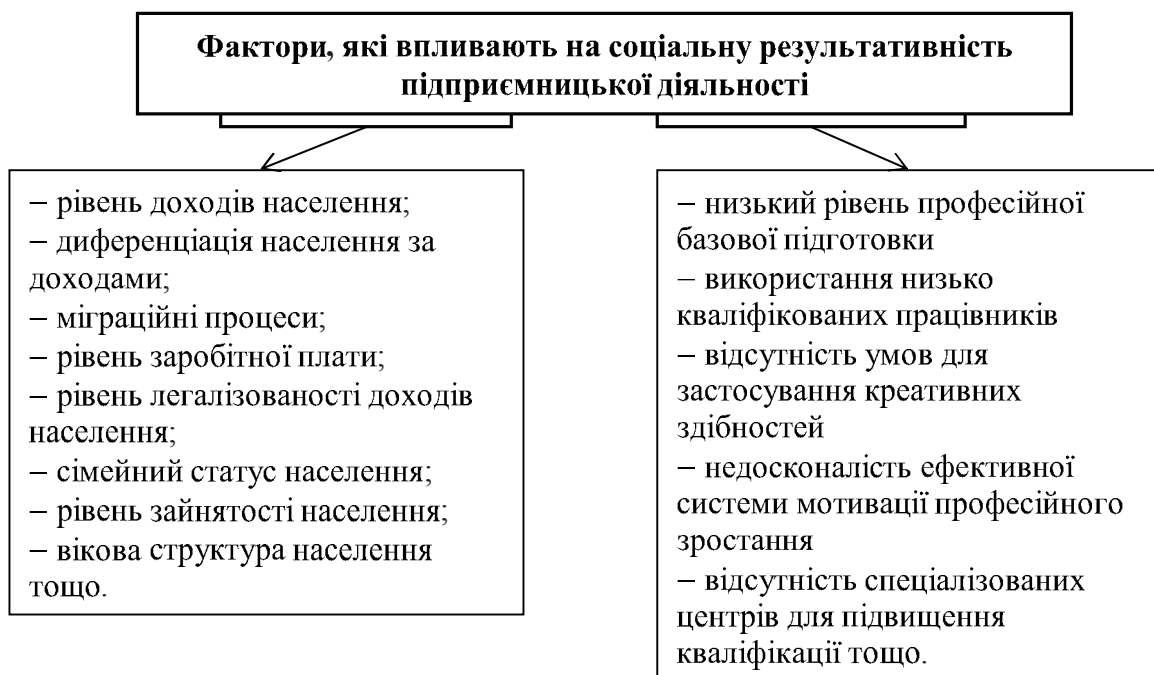 Фактори, які впливають на соціальну результативність
підприємницької діяльності
– рівень доходів населення;
– диференціація населення за
доходами;
– міграційні процеси;
– рівень заробітної плати;
– рівень легалізованості доходів
населення;
– сімейний статус населення;
– рівень зайнятості населення;
– вікова структура населення
тощо.
– низький рівень професійної
базової підготовки
– використання низько
кваліфікованих працівників
– відсутність умов для
застосування креативних
здібностей
– недосконалість ефективної
системи мотивації професійного
зростання
– відсутність спеціалізованих
центрів для підвищення
кваліфікації тощо.